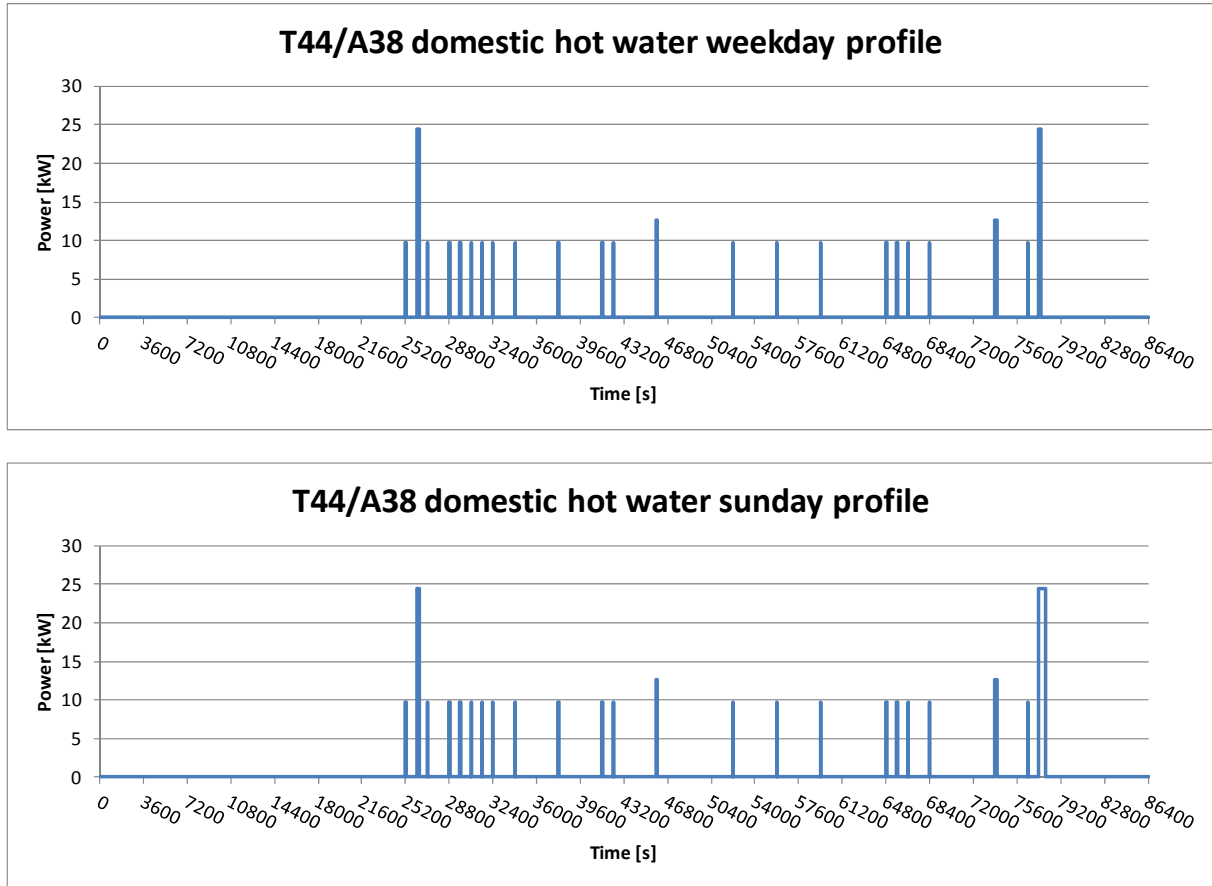 T44/A38 domestic hot water weekday profile
30
25
20
15
10
5
0
Power [kW]
0 3600 7200 10800 14400 18000 21600 25200 28800 32400 36000 39600 43200 46800 50400 54000 57600 61200 64800 68400 72000 75600 79200 82800 86400
Time [s]
T44/A38 domestic hot water sunday profile
30
25
20
15
10
5
0
Power [kW]
0 3600 7200 10800 14400 18000 21600 25200 28800 32400 36000 39600 43200 46800 50400 54000 57600 61200 64800 68400 72000 75600 79200 82800 86400
Time [s]